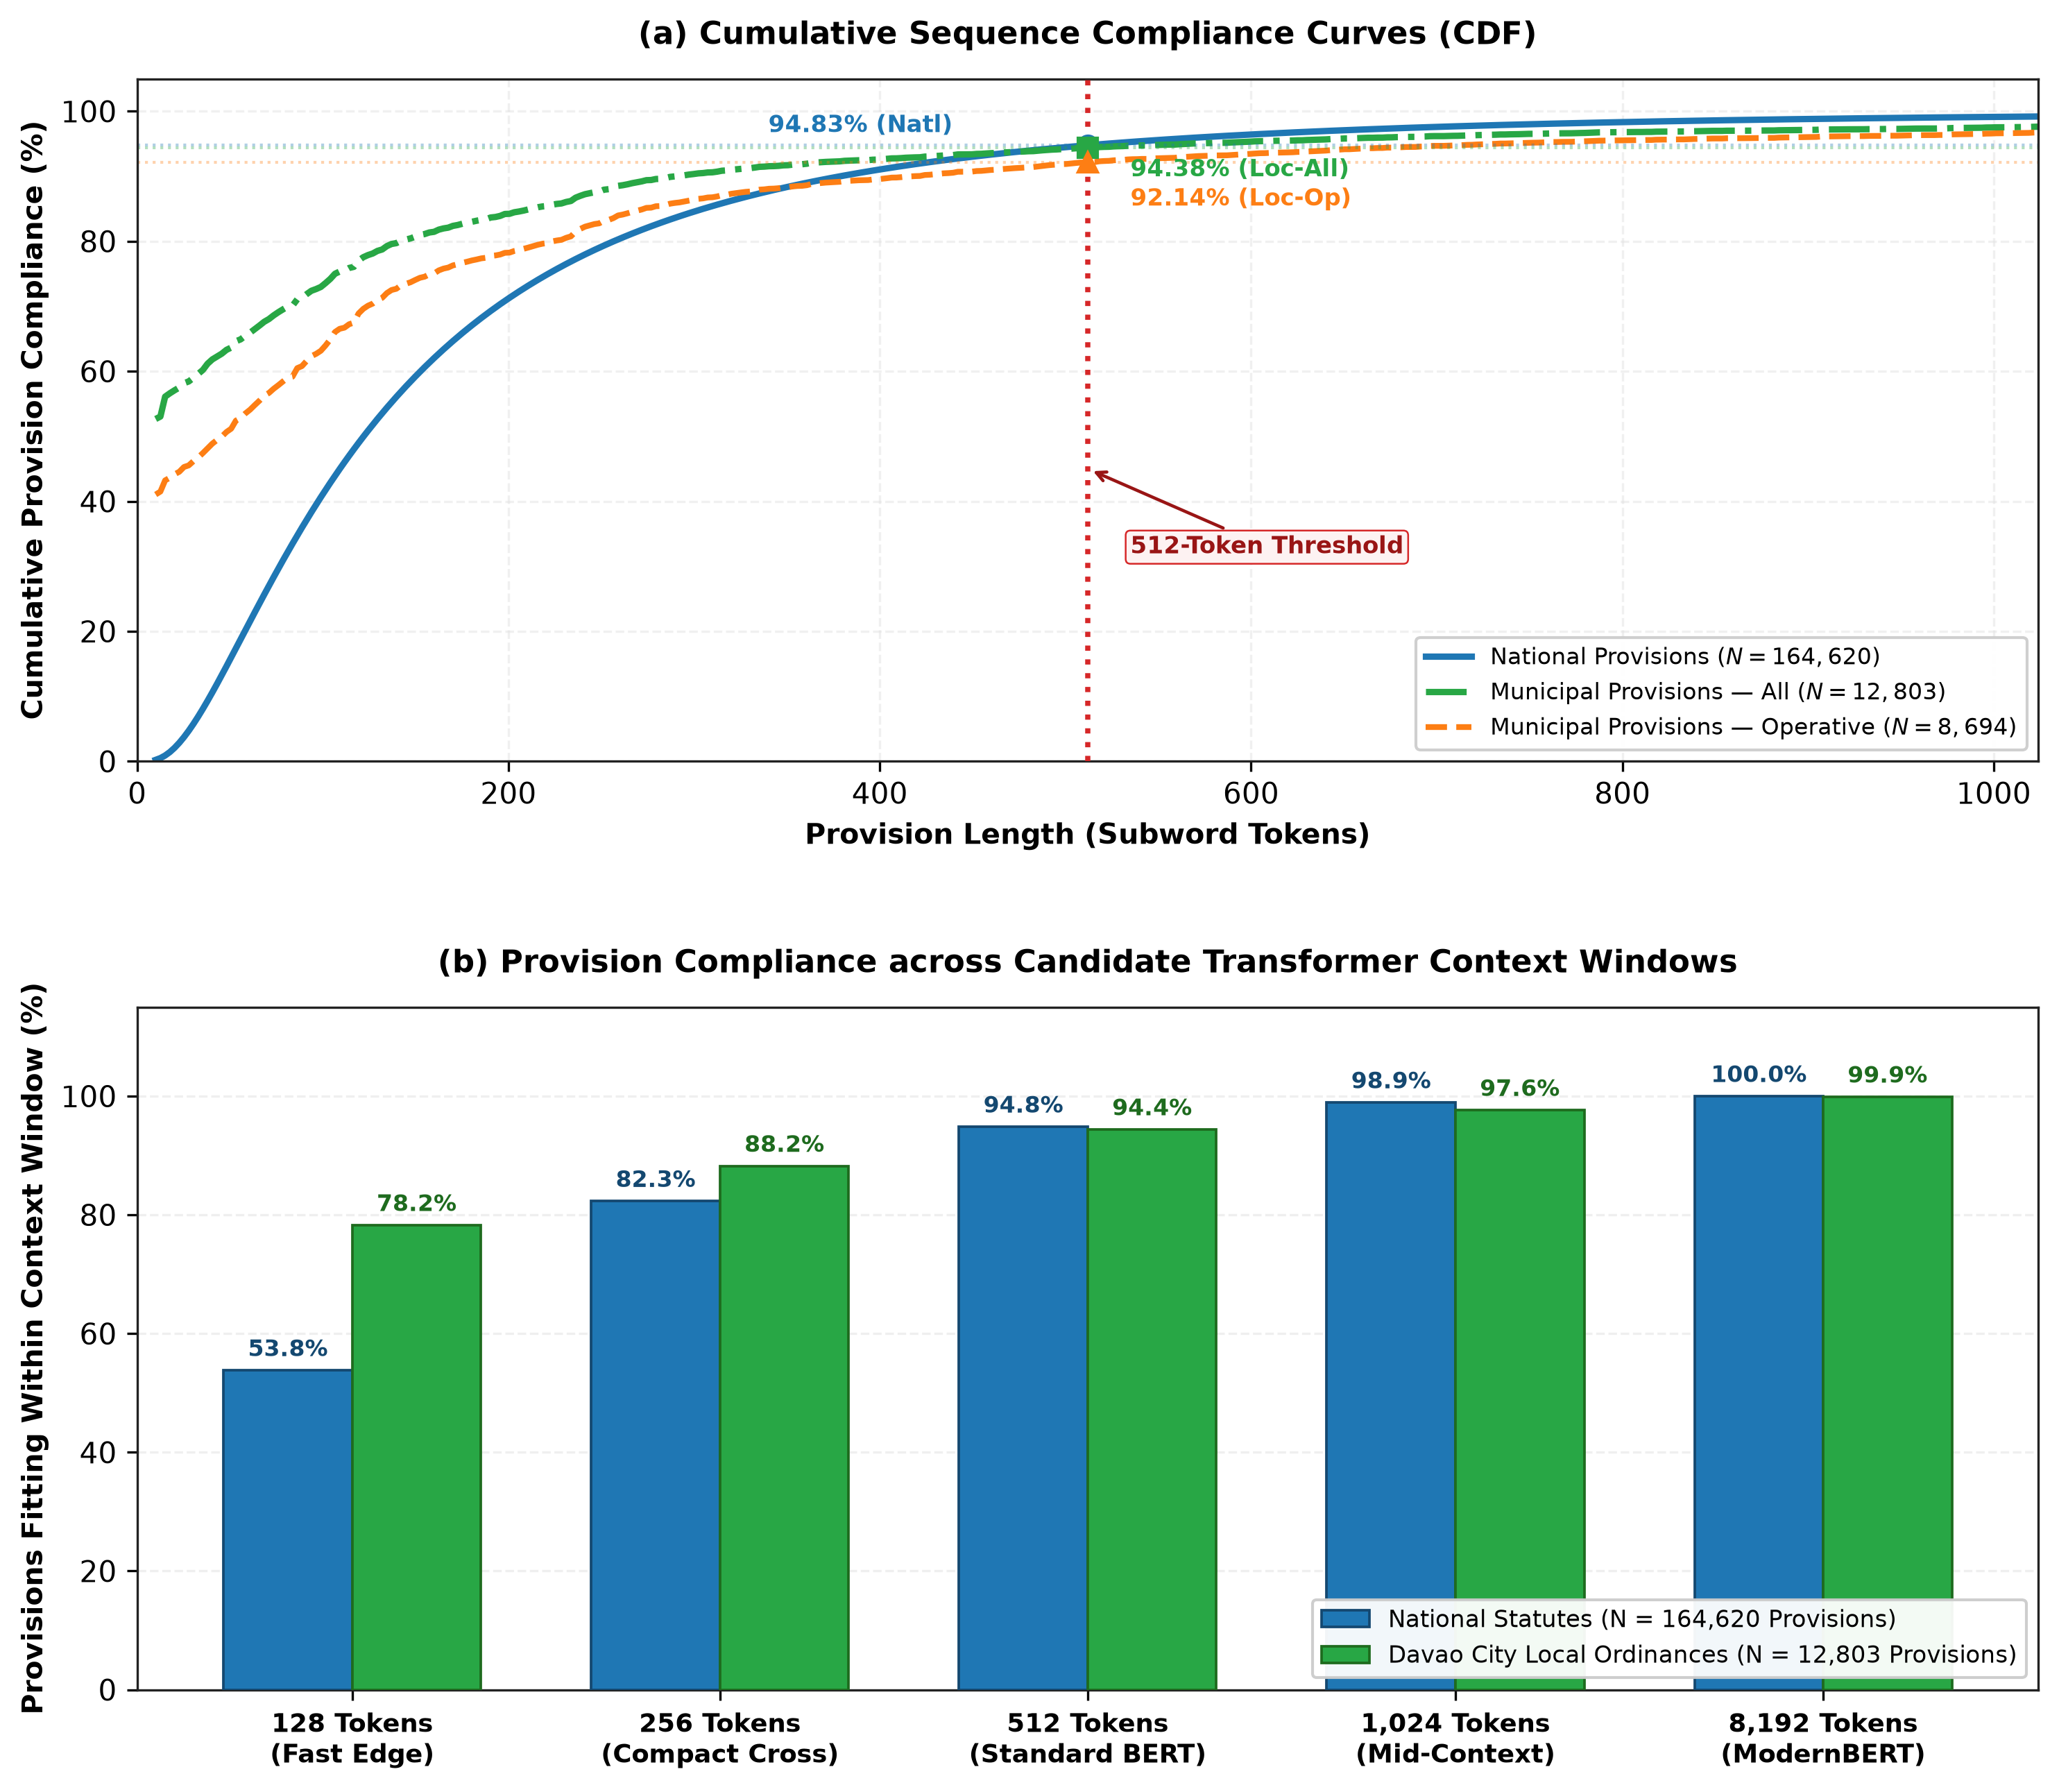 (a) Cumulative Sequence Compliance Curves (CDF)
Cumulative Provision Compliance (%)
100
80
60
40
20
0
94.83% (Natl)
94.38% (Loc-All)
92.14% (Loc-Op)
512-Token Threshold
National Provisions (N = 164, 620)
Municipal Provisions — All (N = 12, 803)
Municipal Provisions — Operative (N = 8, 694)
0 200 400 600 800 1000
Provision Length (Subword Tokens)
(b) Provision Compliance across Candidate Transformer Context Windows
Provisions Fitting Within Context Window (%)
100
80
60
40
20
0
53.8% 78.2% 82.3% 88.2% 94.8% 94.4% 98.9% 97.6% 100.0% 99.9%
National Statutes (N = 164,620 Provisions)
Davao City Local Ordinances (N = 12,803 Provisions)
128 Tokens
(Fast Edge)
256 Tokens
(Compact Cross)
512 Tokens
(Standard BERT)
1,024 Tokens
(Mid-Context)
8,192 Tokens
(ModernBERT)